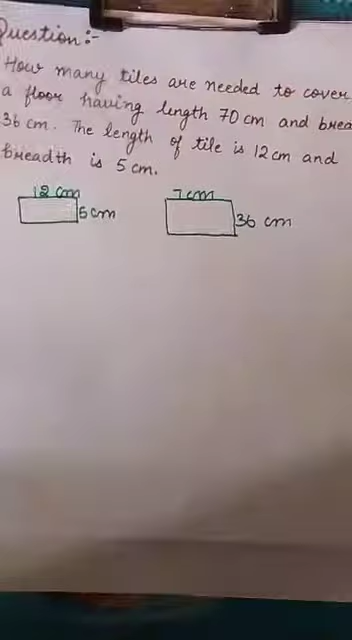 Question:-
How many tiles are needed to cover
a floor having length 70 cm and brea
36 cm. The length of tile is 12 cm and
breadth is 5 cm.
12 cm 7 cm
5 cm 36 cm